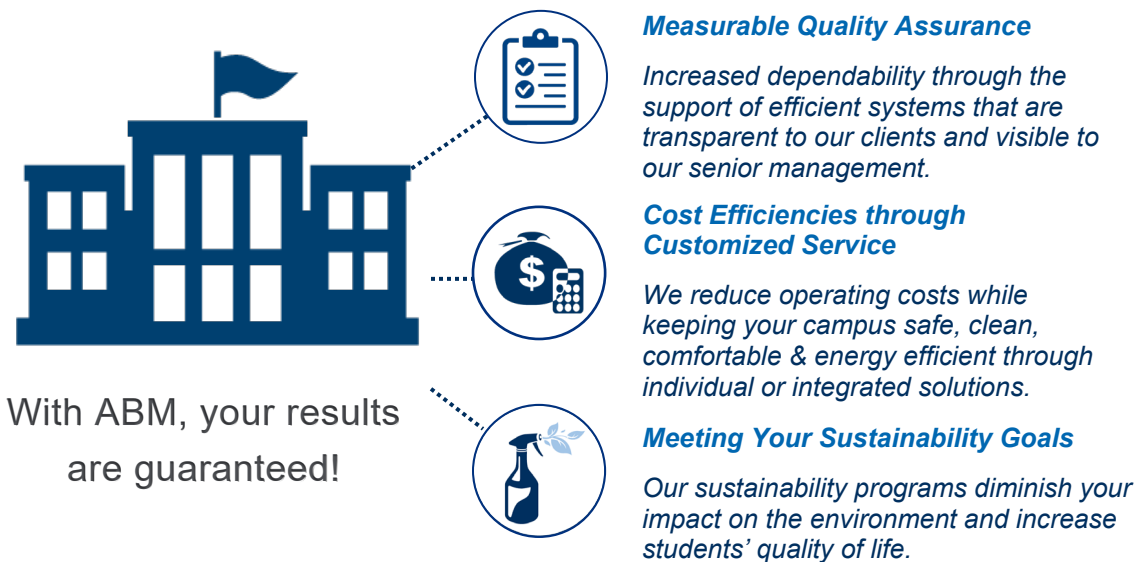 Measurable Quality Assurance
Increased dependability through the
support of efficient systems that are
transparent to our clients and visible to
our senior management.
Cost Efficiencies through
Customized Service
$
We reduce operating costs while
keeping your campus safe, clean,
comfortable & energy efficient through
individual or integrated solutions.
With ABM, your results
are guaranteed!
Meeting Your Sustainability Goals
Our sustainability programs diminish your
impact on the environment and increase
students’ quality of life.